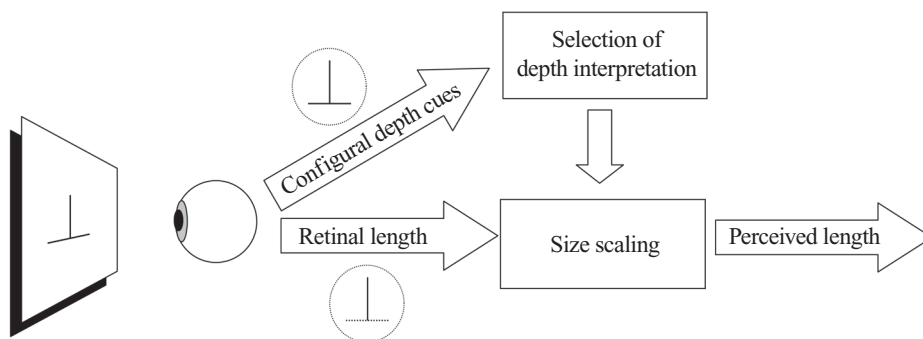 Selection of
depth interpretation
Configural depth cues
Retinal length
Size scaling
Perceived length